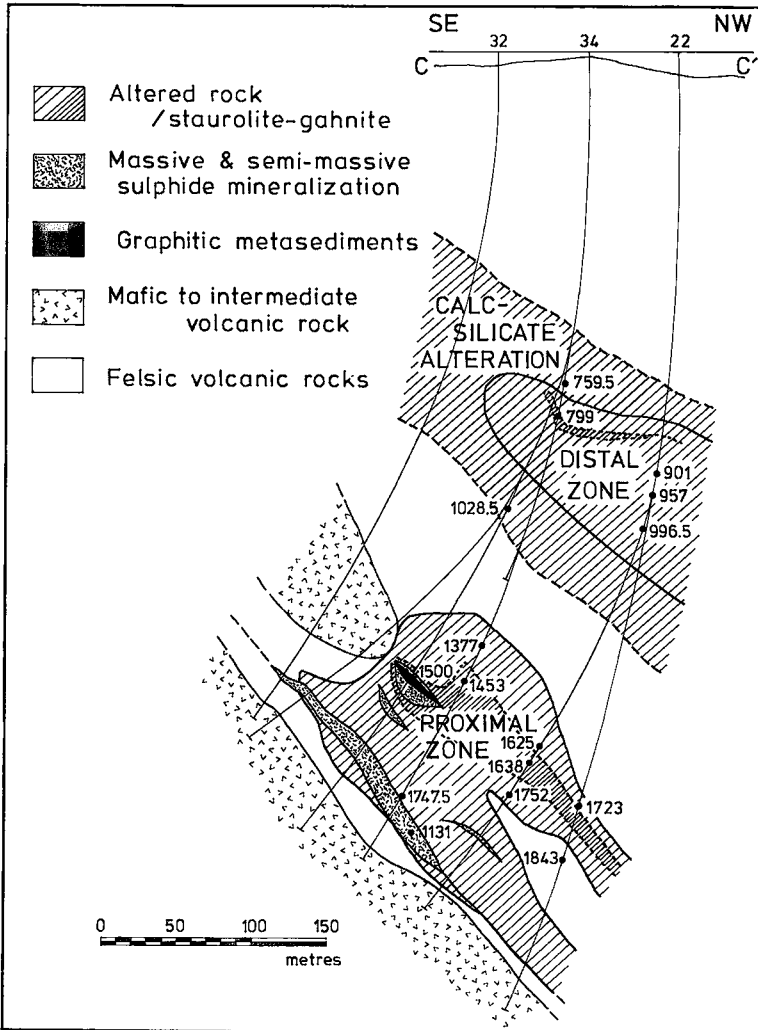 SE NW
32 34 22
C C'
Altered rock
/staurolite-gahnite
Massive & semi-massive
sulphide mineralization
Graphitic metasediments
Mafic to intermediate
volcanic rock
Felsic volcanic rocks
CALC-
SILICATE
ALTERATION
759.5
799
DISTAL
ZONE
901
957
996.5
1028.5
1377
1500
1453
PROXIMAL
ZONE
1625
1638
1752
1723
1747.5
1131
1843
0 50 100 150
metres